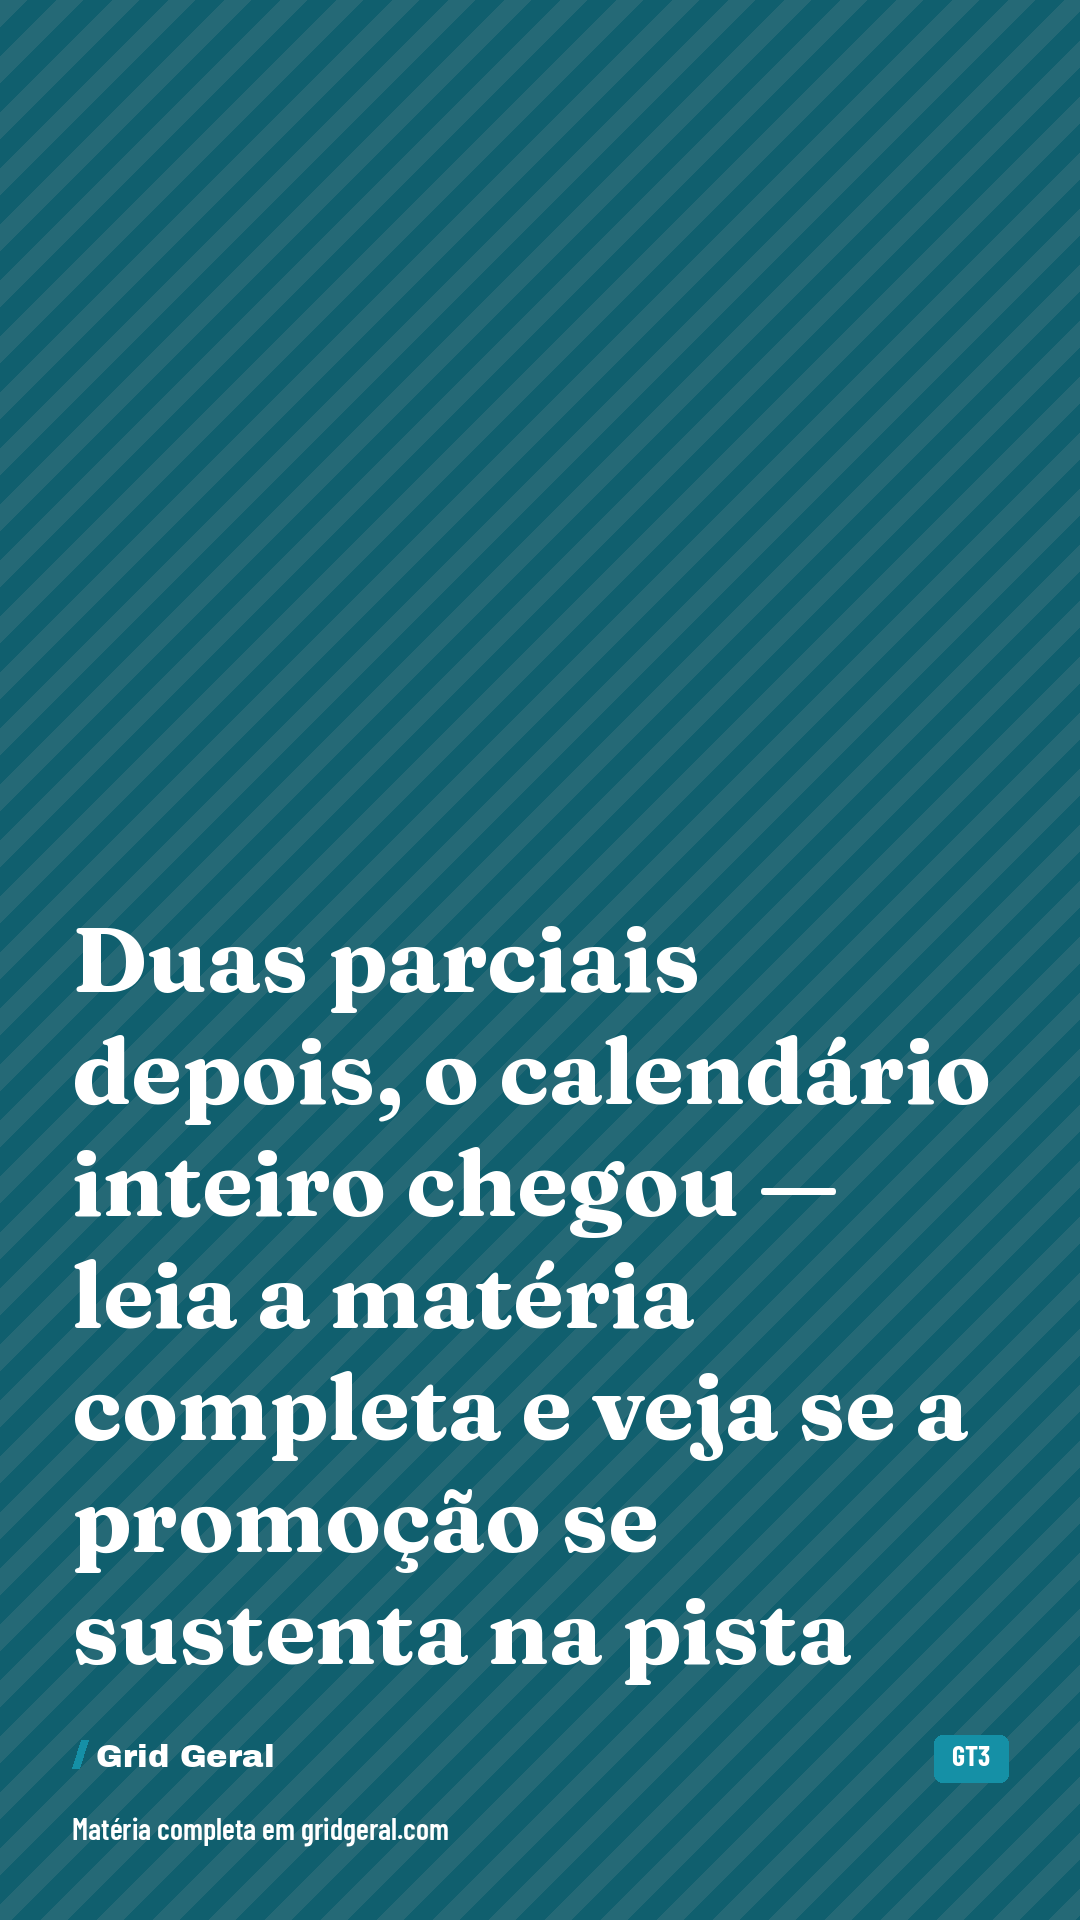 Duas parciais
depois, o calendário
inteiro chegou —
leia a matéria
completa e veja se a
promoção se
sustenta na pista
Grid Geral
GT3
Matéria completa em gridgeral.com